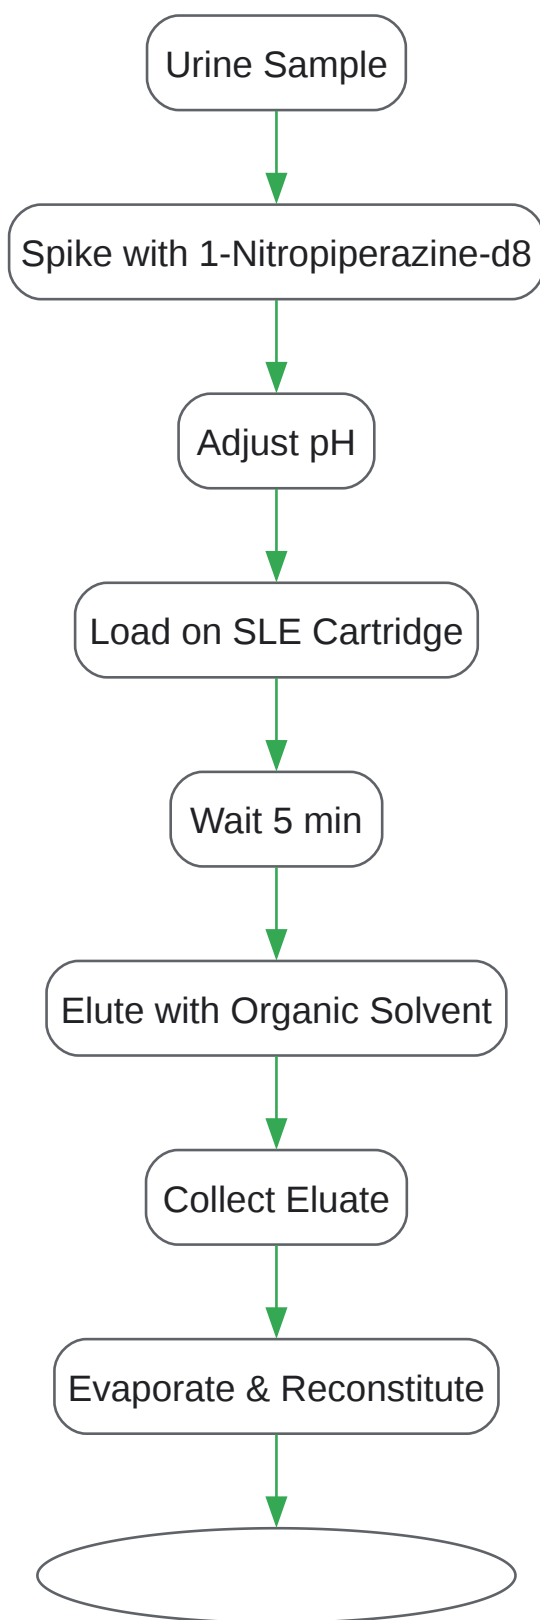 Urine Sample
Spike with 1-Nitropiperazine-d8
Adjust pH
Load on SLE Cartridge
Wait 5 min
Elute with Organic Solvent
Collect Eluate
Evaporate & Reconstitute